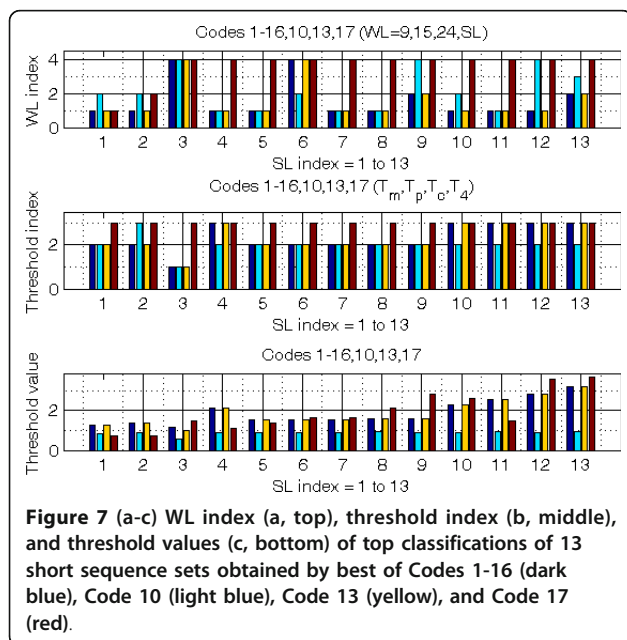 Codes 1-16,10,13,17 (WL=9,15,24,SL)
WL index
4
2
0
1 2 3 4 5 6 7 8 9 10 11 12 13
SL index = 1 to 13
Codes 1-16,10,13,17 (T_m,T_p,T_c,T_4)
Threshold index
2
0
1 2 3 4 5 6 7 8 9 10 11 12 13
SL index = 1 to 13
Codes 1-16,10,13,17
Threshold value
2
0
1 2 3 4 5 6 7 8 9 10 11 12 13
SL index = 1 to 13
Figure 7 (a-c) WL index (a, top), threshold index (b, middle),
and threshold values (c, bottom) of top classifications of 13
short sequence sets obtained by best of Codes 1-16 (dark
blue), Code 10 (light blue), Code 13 (yellow), and Code 17
(red).